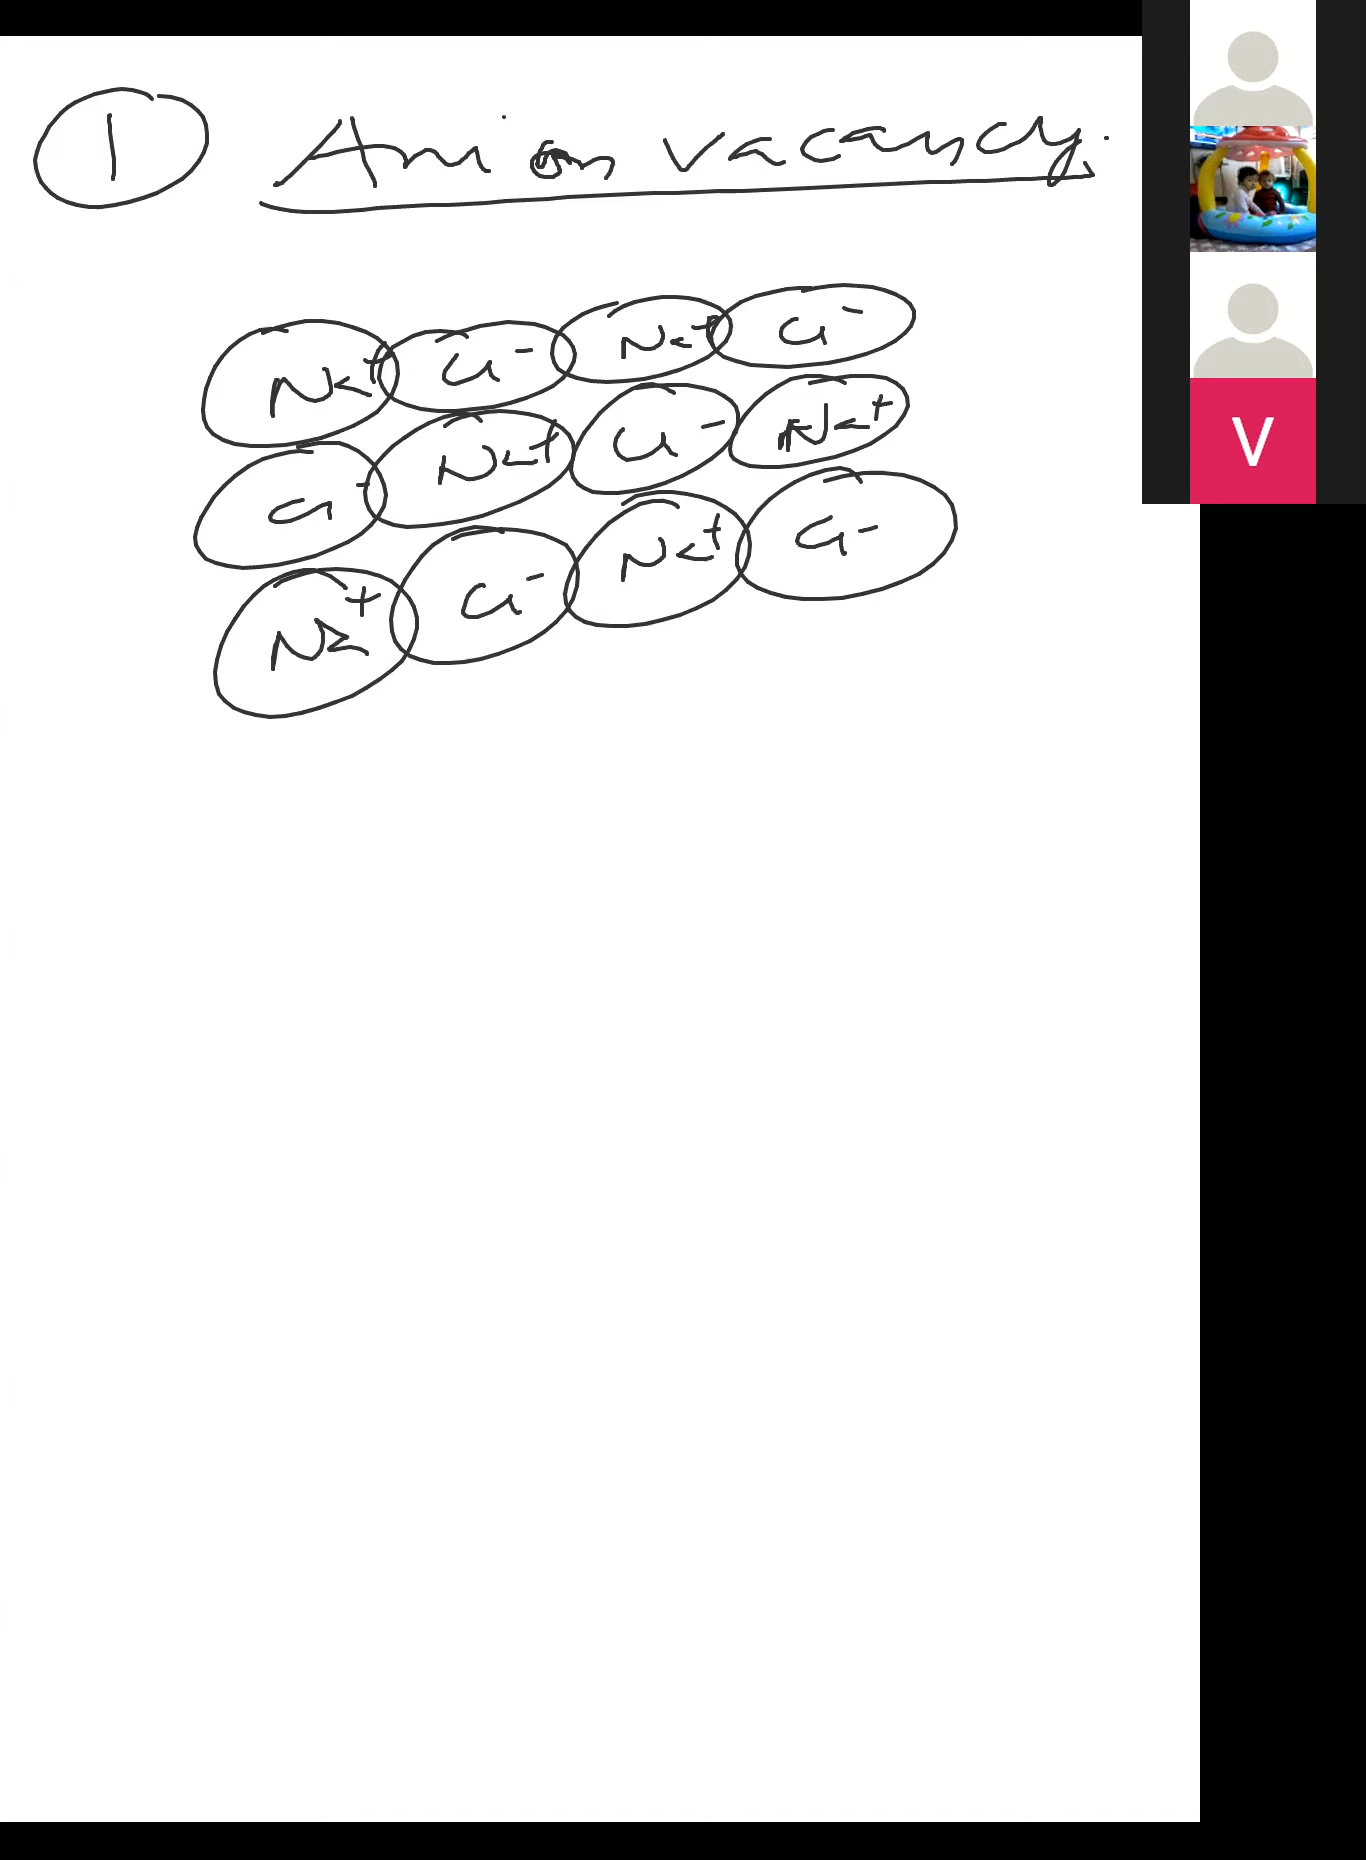 1 Anion vacancy.
Na+ Cl- Na+ Cl-
Cl- Na+ Cl- Na+
Na+ Cl- Na+ Cl-
V